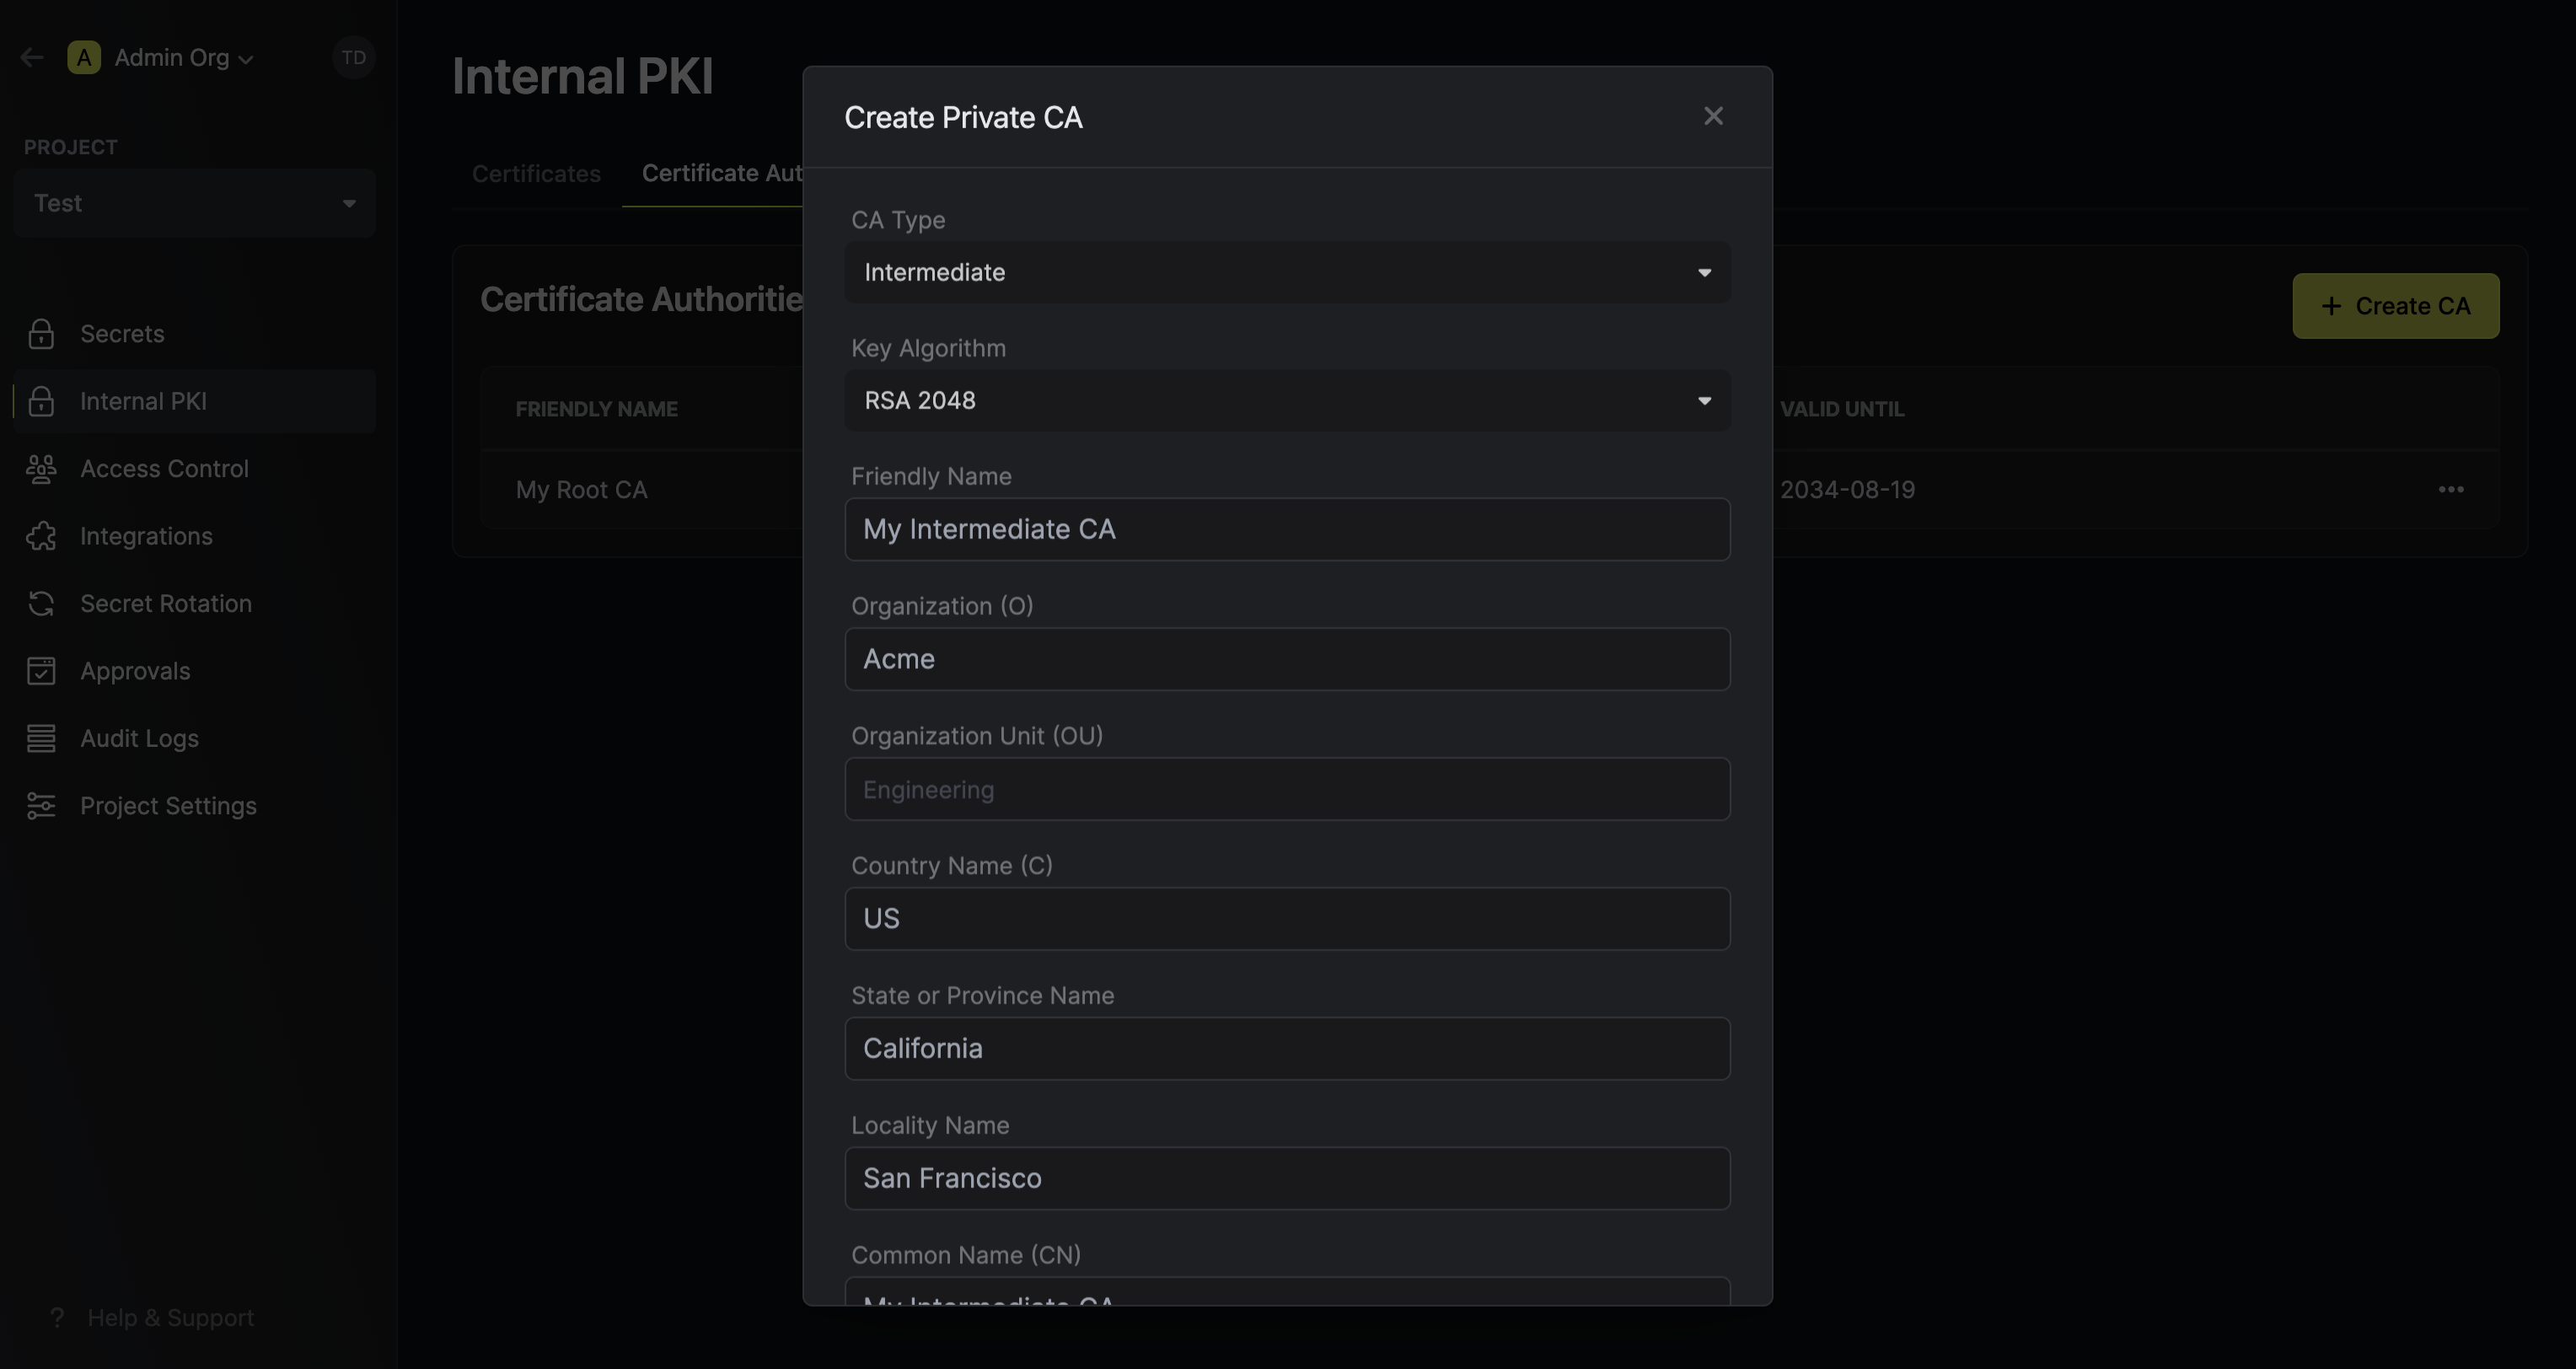 A Admin Org
TD
PROJECT
Test
Secrets
Internal PKI
Access Control
Integrations
Secret Rotation
Approvals
Audit Logs
Project Settings
? Help & Support
Internal PKI
Certificates
Certificate Aut
Certificate Authoritie
+ Create CA
FRIENDLY NAME
VALID UNTIL
My Root CA
2034-08-19
Create Private CA
CA Type
Intermediate
Key Algorithm
RSA 2048
Friendly Name
My Intermediate CA
Organization (O)
Acme
Organization Unit (OU)
Engineering
Country Name (C)
US
State or Province Name
California
Locality Name
San Francisco
Common Name (CN)
My Intermediate CA